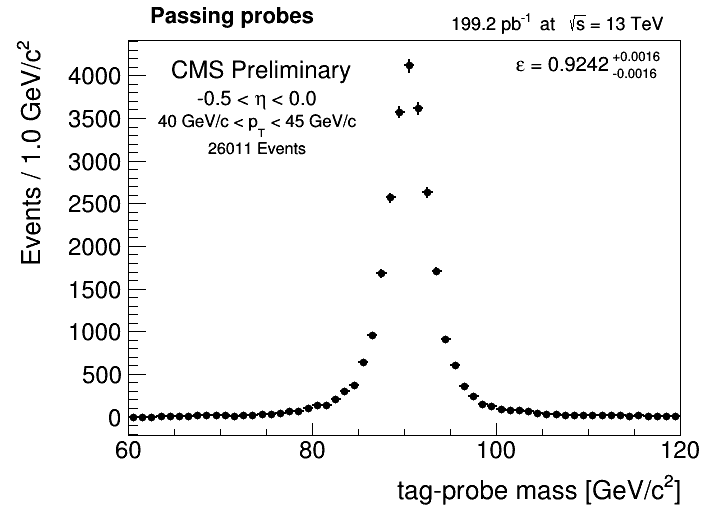 Passing probes
199.2 pb⁻¹ at √s = 13 TeV
CMS Preliminary
ε = 0.9242 +0.0016 -0.0016
-0.5 < η < 0.0
40 GeV/c < p_T < 45 GeV/c
26011 Events
Events / 1.0 GeV/c²
4000
3500
3000
2500
2000
1500
1000
500
0
60 80 100 120
tag-probe mass [GeV/c²]